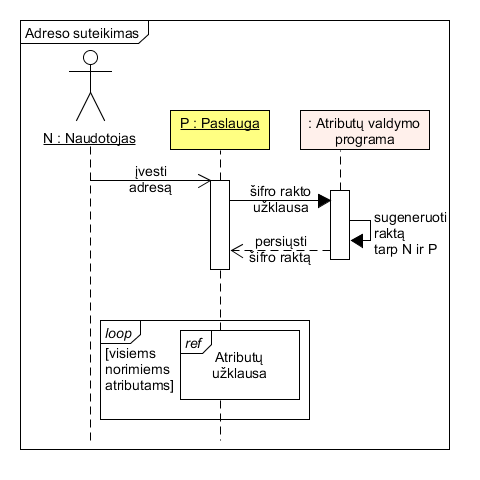 Adreso suteikimas
N : Naudotojas
P : Paslauga
: Atributų valdymo
programa
įvesti
adresą
šifro rakto
užklausa
sugeneruoti
raktą
tarp N ir P
persiųsti
šifro raktą
loop
[visiems
norimiems
atributams]
ref
Atributų
užklausa